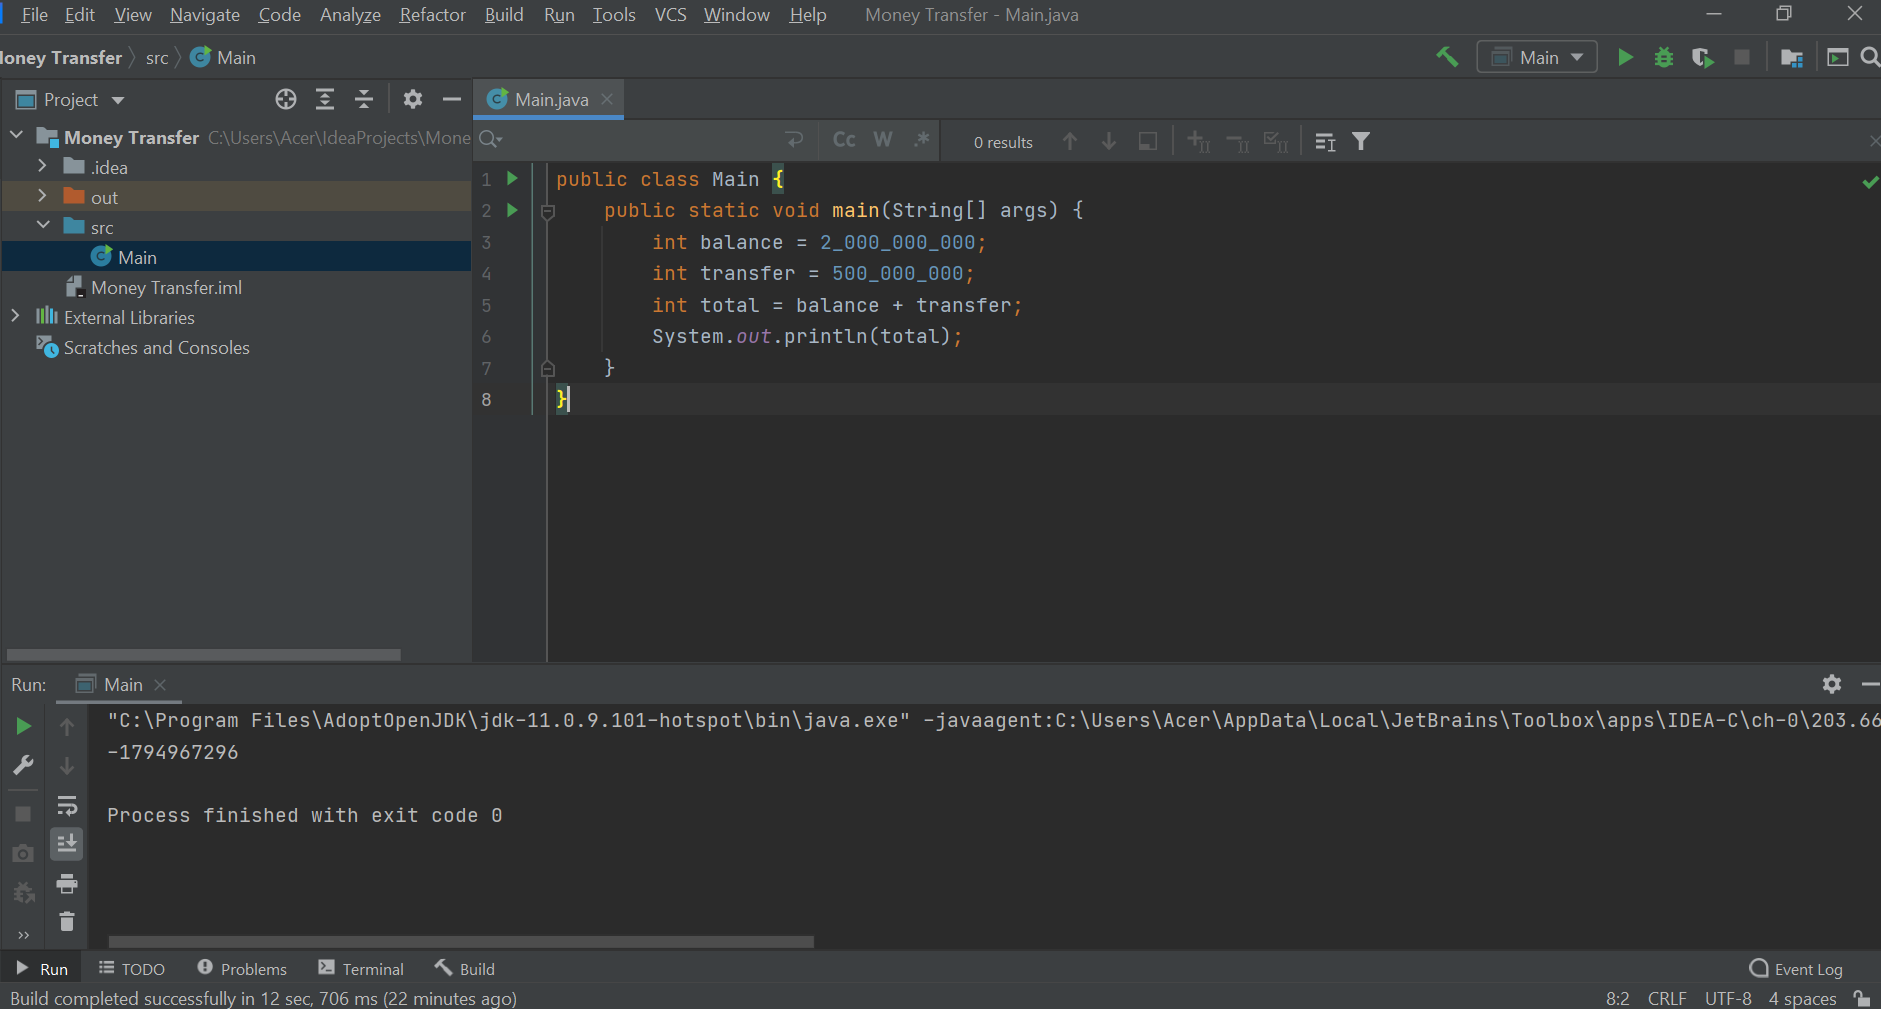 File Edit View Navigate Code Analyze Refactor Build Run Tools VCS Window Help Money Transfer - Main.java
Money Transfer src Main
Main
Project
Main.java
Money Transfer C:\Users\Acer\IdeaProjects\Mone
.idea
out
src
Main
Money Transfer.iml
External Libraries
Scratches and Consoles
Cc W .* 0 results
1 public class Main {
2 public static void main(String[] args) {
3 int balance = 2_000_000_000;
4 int transfer = 500_000_000;
5 int total = balance + transfer;
6 System.out.println(total);
7 }
8 }
Run: Main
"C:\Program Files\AdoptOpenJDK\jdk-11.0.9.101-hotspot\bin\java.exe" -javaagent:C:\Users\Acer\AppData\Local\JetBrains\Toolbox\apps\IDEA-C\ch-0\203.66
-1794967296
Process finished with exit code 0
Run TODO Problems Terminal Build Event Log
Build completed successfully in 12 sec, 706 ms (22 minutes ago) 8:2 CRLF UTF-8 4 spaces